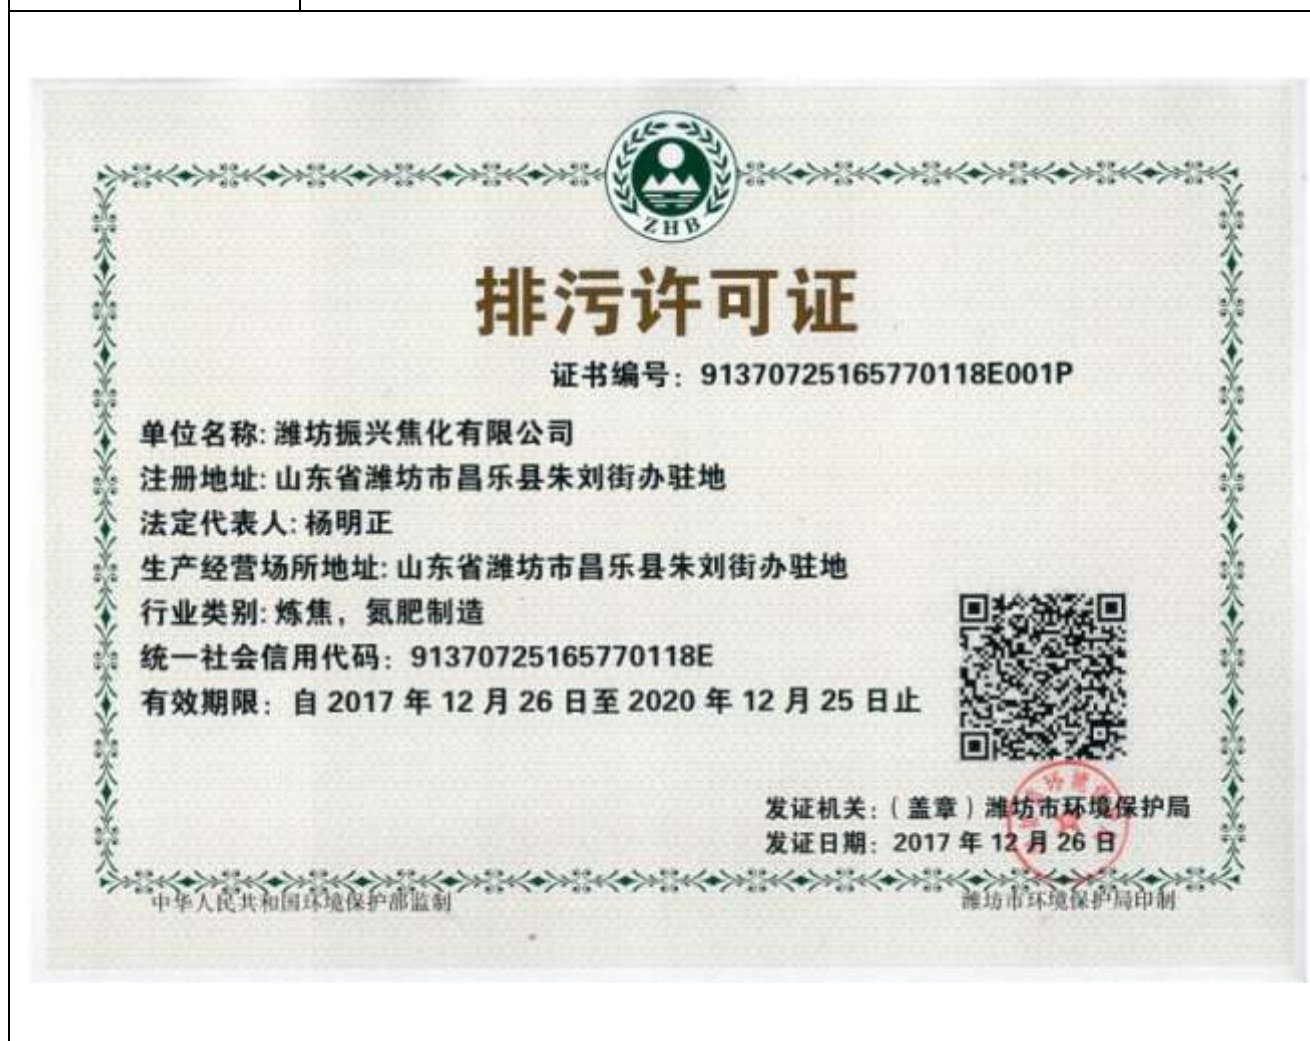 ZHB
排污许可证
证书编号：91370725165770118E001P
单位名称:潍坊振兴焦化有限公司
注册地址:山东省潍坊市昌乐县朱刘街办驻地
法定代表人:杨明正
生产经营场所地址:山东省潍坊市昌乐县朱刘街办驻地
行业类别:炼焦，氮肥制造
统一社会信用代码：91370725165770118E
有效期限：自 2017 年 12 月 26 日至 2020 年 12 月 25 日止
发证机关：（盖章）潍坊市环境保护局
发证日期：2017 年 12 月 26 日
中华人民共和国环境保护部监制
潍坊市环境保护局印制